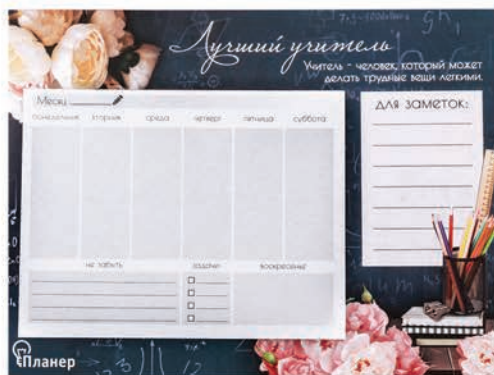 Лучший учитель
Учитель - человек, который может
делать трудные вещи легкими.
Месяц
понедельник вторник среда четверг пятница суббота
для заметок:
не забыть задачи воскресенье
Планер